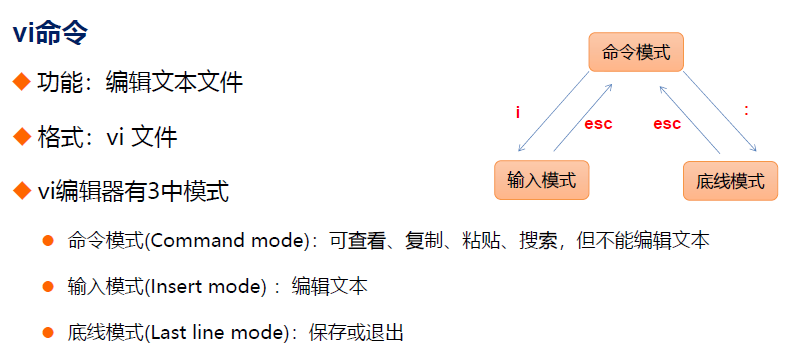 vi命令
功能：编辑文本文件
格式：vi 文件
vi编辑器有3中模式
命令模式(Command mode)：可查看、复制、粘贴、搜索，但不能编辑文本
输入模式(Insert mode) ：编辑文本
底线模式(Last line mode)：保存或退出
命令模式
i
esc
esc
:
输入模式
底线模式